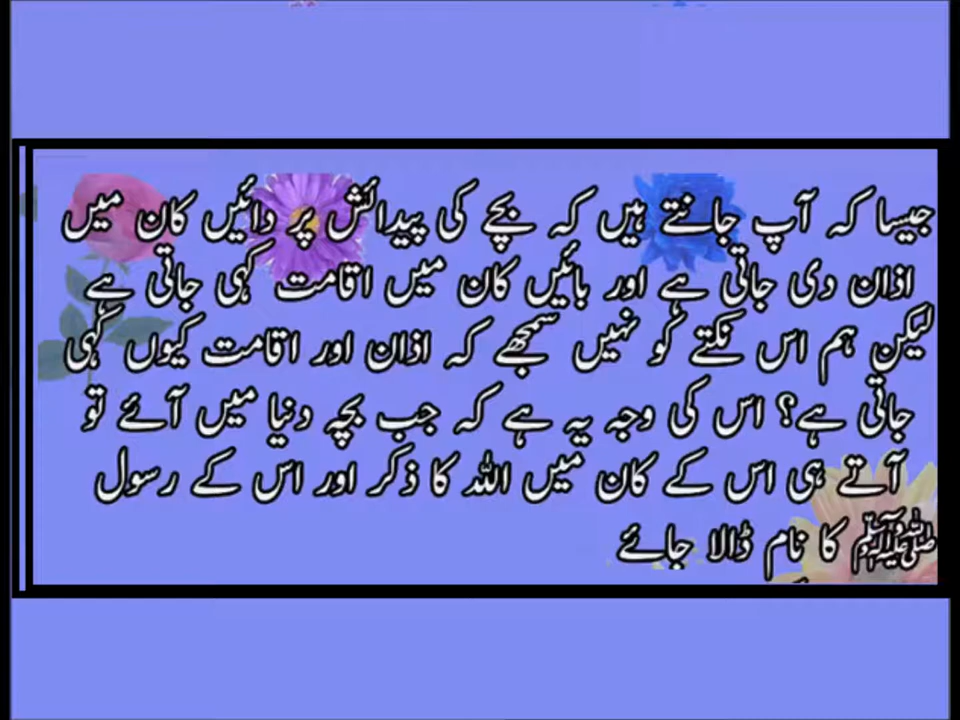 جیسا کہ آپ جانتے ہیں کہ بچے کی پیدائش پر دائیں کان میں
اذان دی جاتی ہے اور بائیں کان میں اقامت کہی جاتی ہے
لیکن ہم اس نکتے کو نہیں سمجھے کہ اذان اور اقامت کیوں کہی
جاتی ہے؟ اس کی وجہ یہ ہے کہ جب بچہ دنیا میں آئے تو
آتے ہی اس کے کان میں اللہ کا ذکر اور اس کے رسول
ﷺ کا نام ڈالا جائے